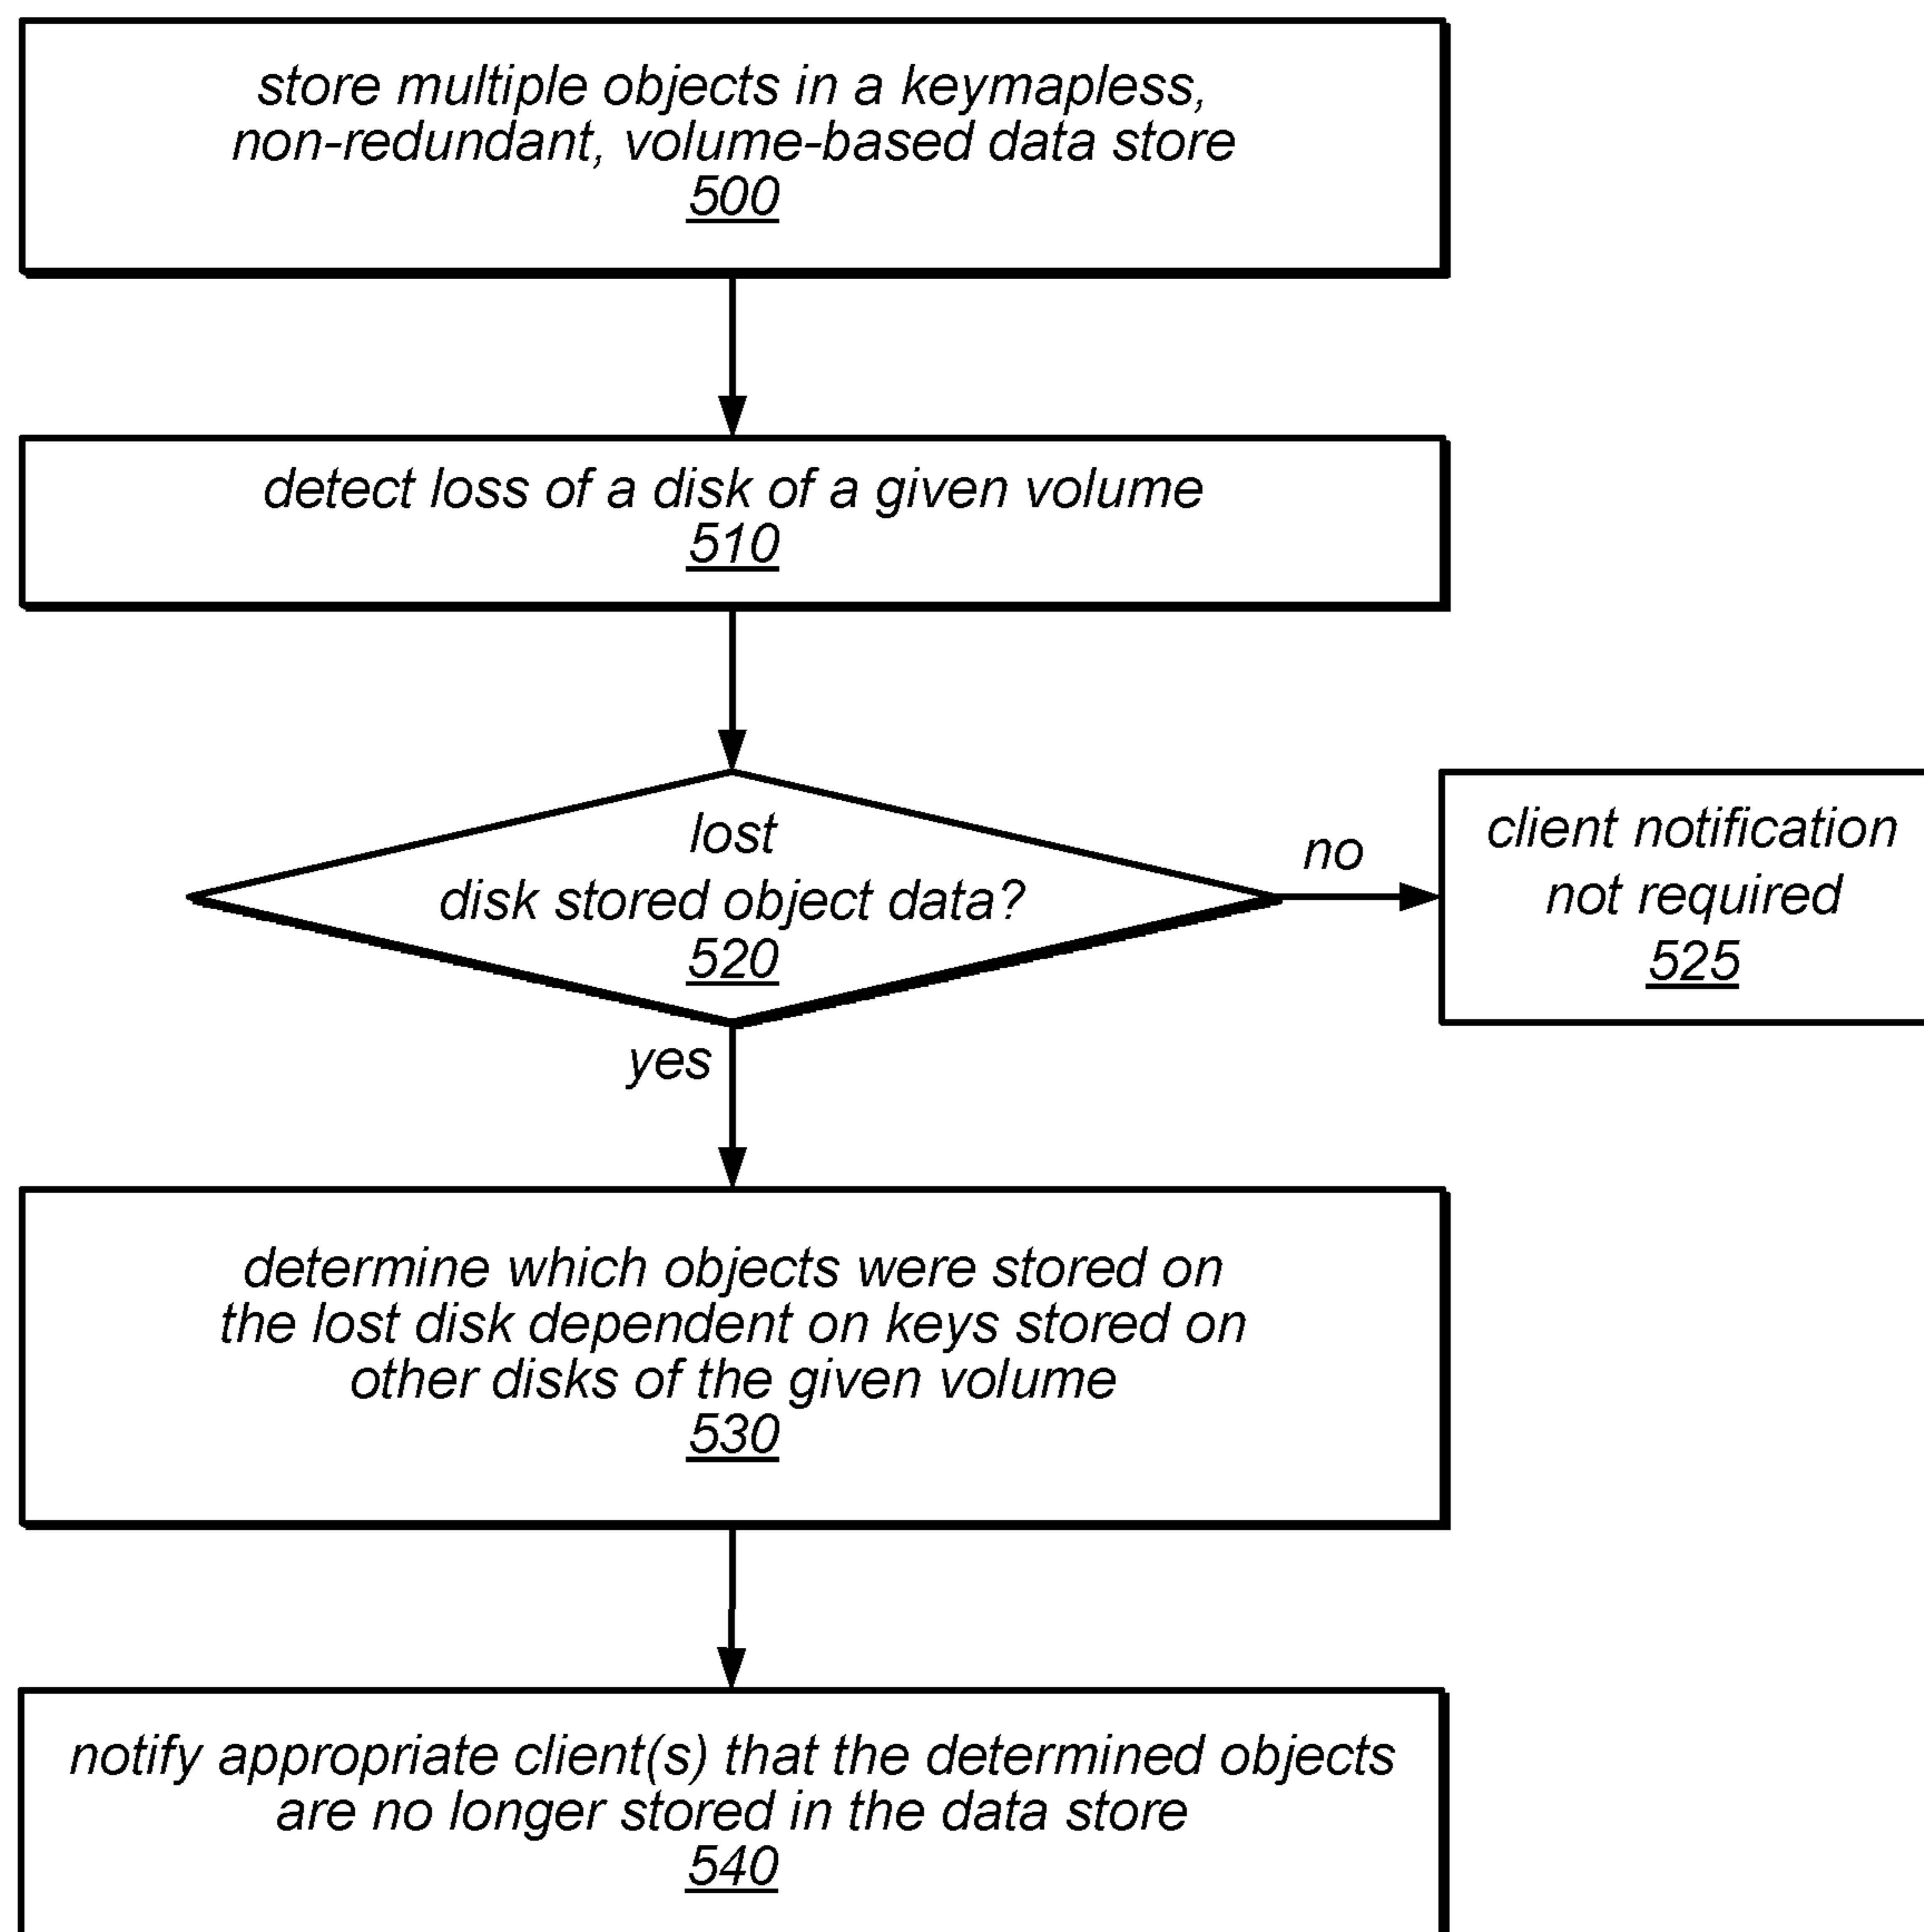 store multiple objects in a keymapless,
non-redundant, volume-based data store
500
detect loss of a disk of a given volume
510
lost
disk stored object data?
520
no
client notification
not required
525
yes
determine which objects were stored on
the lost disk dependent on keys stored on
other disks of the given volume
530
notify appropriate client(s) that the determined objects
are no longer stored in the data store
540